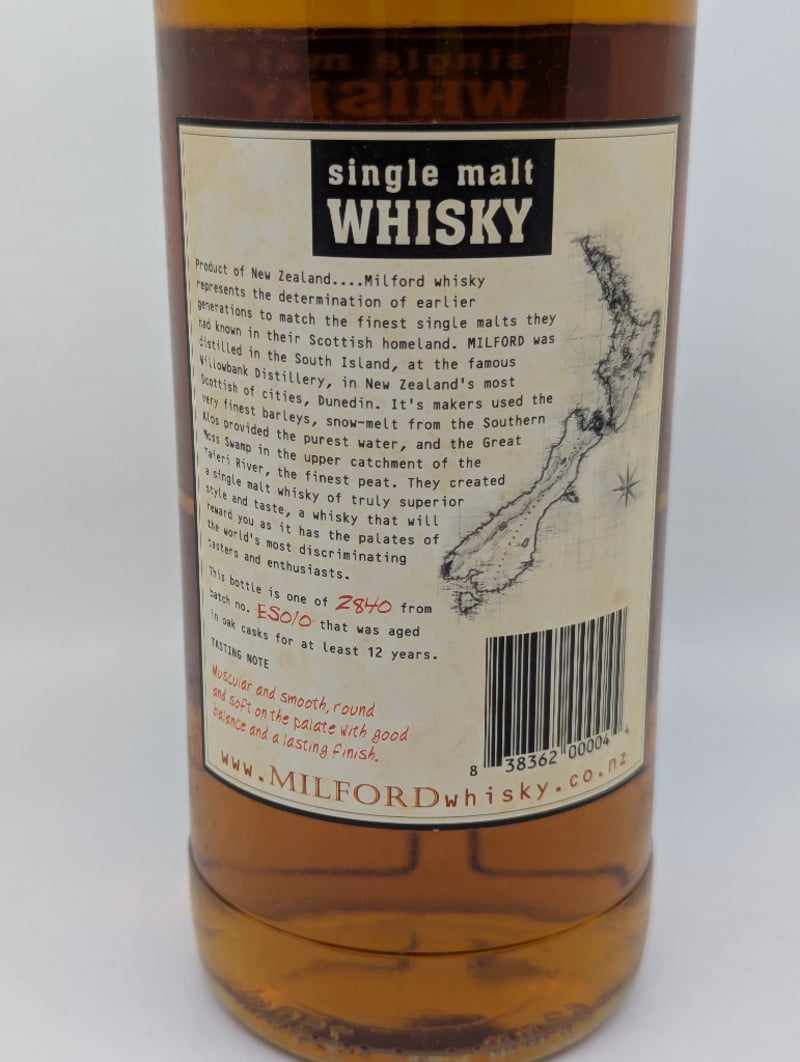 single malt
WHISKY
Product of New Zealand....Milford whisky
represents the determination of earlier
generations to match the finest single malts they
had known in their Scottish homeland. MILFORD was
distilled in the South Island, at the famous
Willowbank Distillery, in New Zealand's most
Scottish of cities, Dunedin. It's makers used the
very finest barleys, snow-melt from the Southern
Alps provided the purest water, and the Great
Moss Swamp in the upper catchment of the
Taieri River, the finest peat. They created
a single malt whisky of truly superior
style and taste, a whisky that will
reward you as it has the palates of
the world's most discriminating
tasters and enthusiasts.
This bottle is one of 2840 from
batch no. ES010 that was aged
in oak casks for at least 12 years.
TASTING NOTE
Muscular and smooth, round
and soft on the palate with good
balance and a lasting finish.
8 38362 00004 4
www.MILFORDwhisky.co.nz